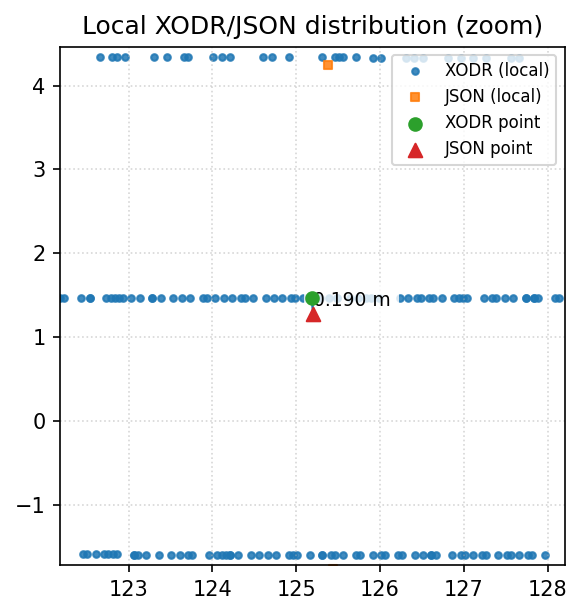 Local XODR/JSON distribution (zoom)
XODR (local)
JSON (local)
XODR point
JSON point
4
3
2
0.190 m
1
0
−1
123 124 125 126 127 128